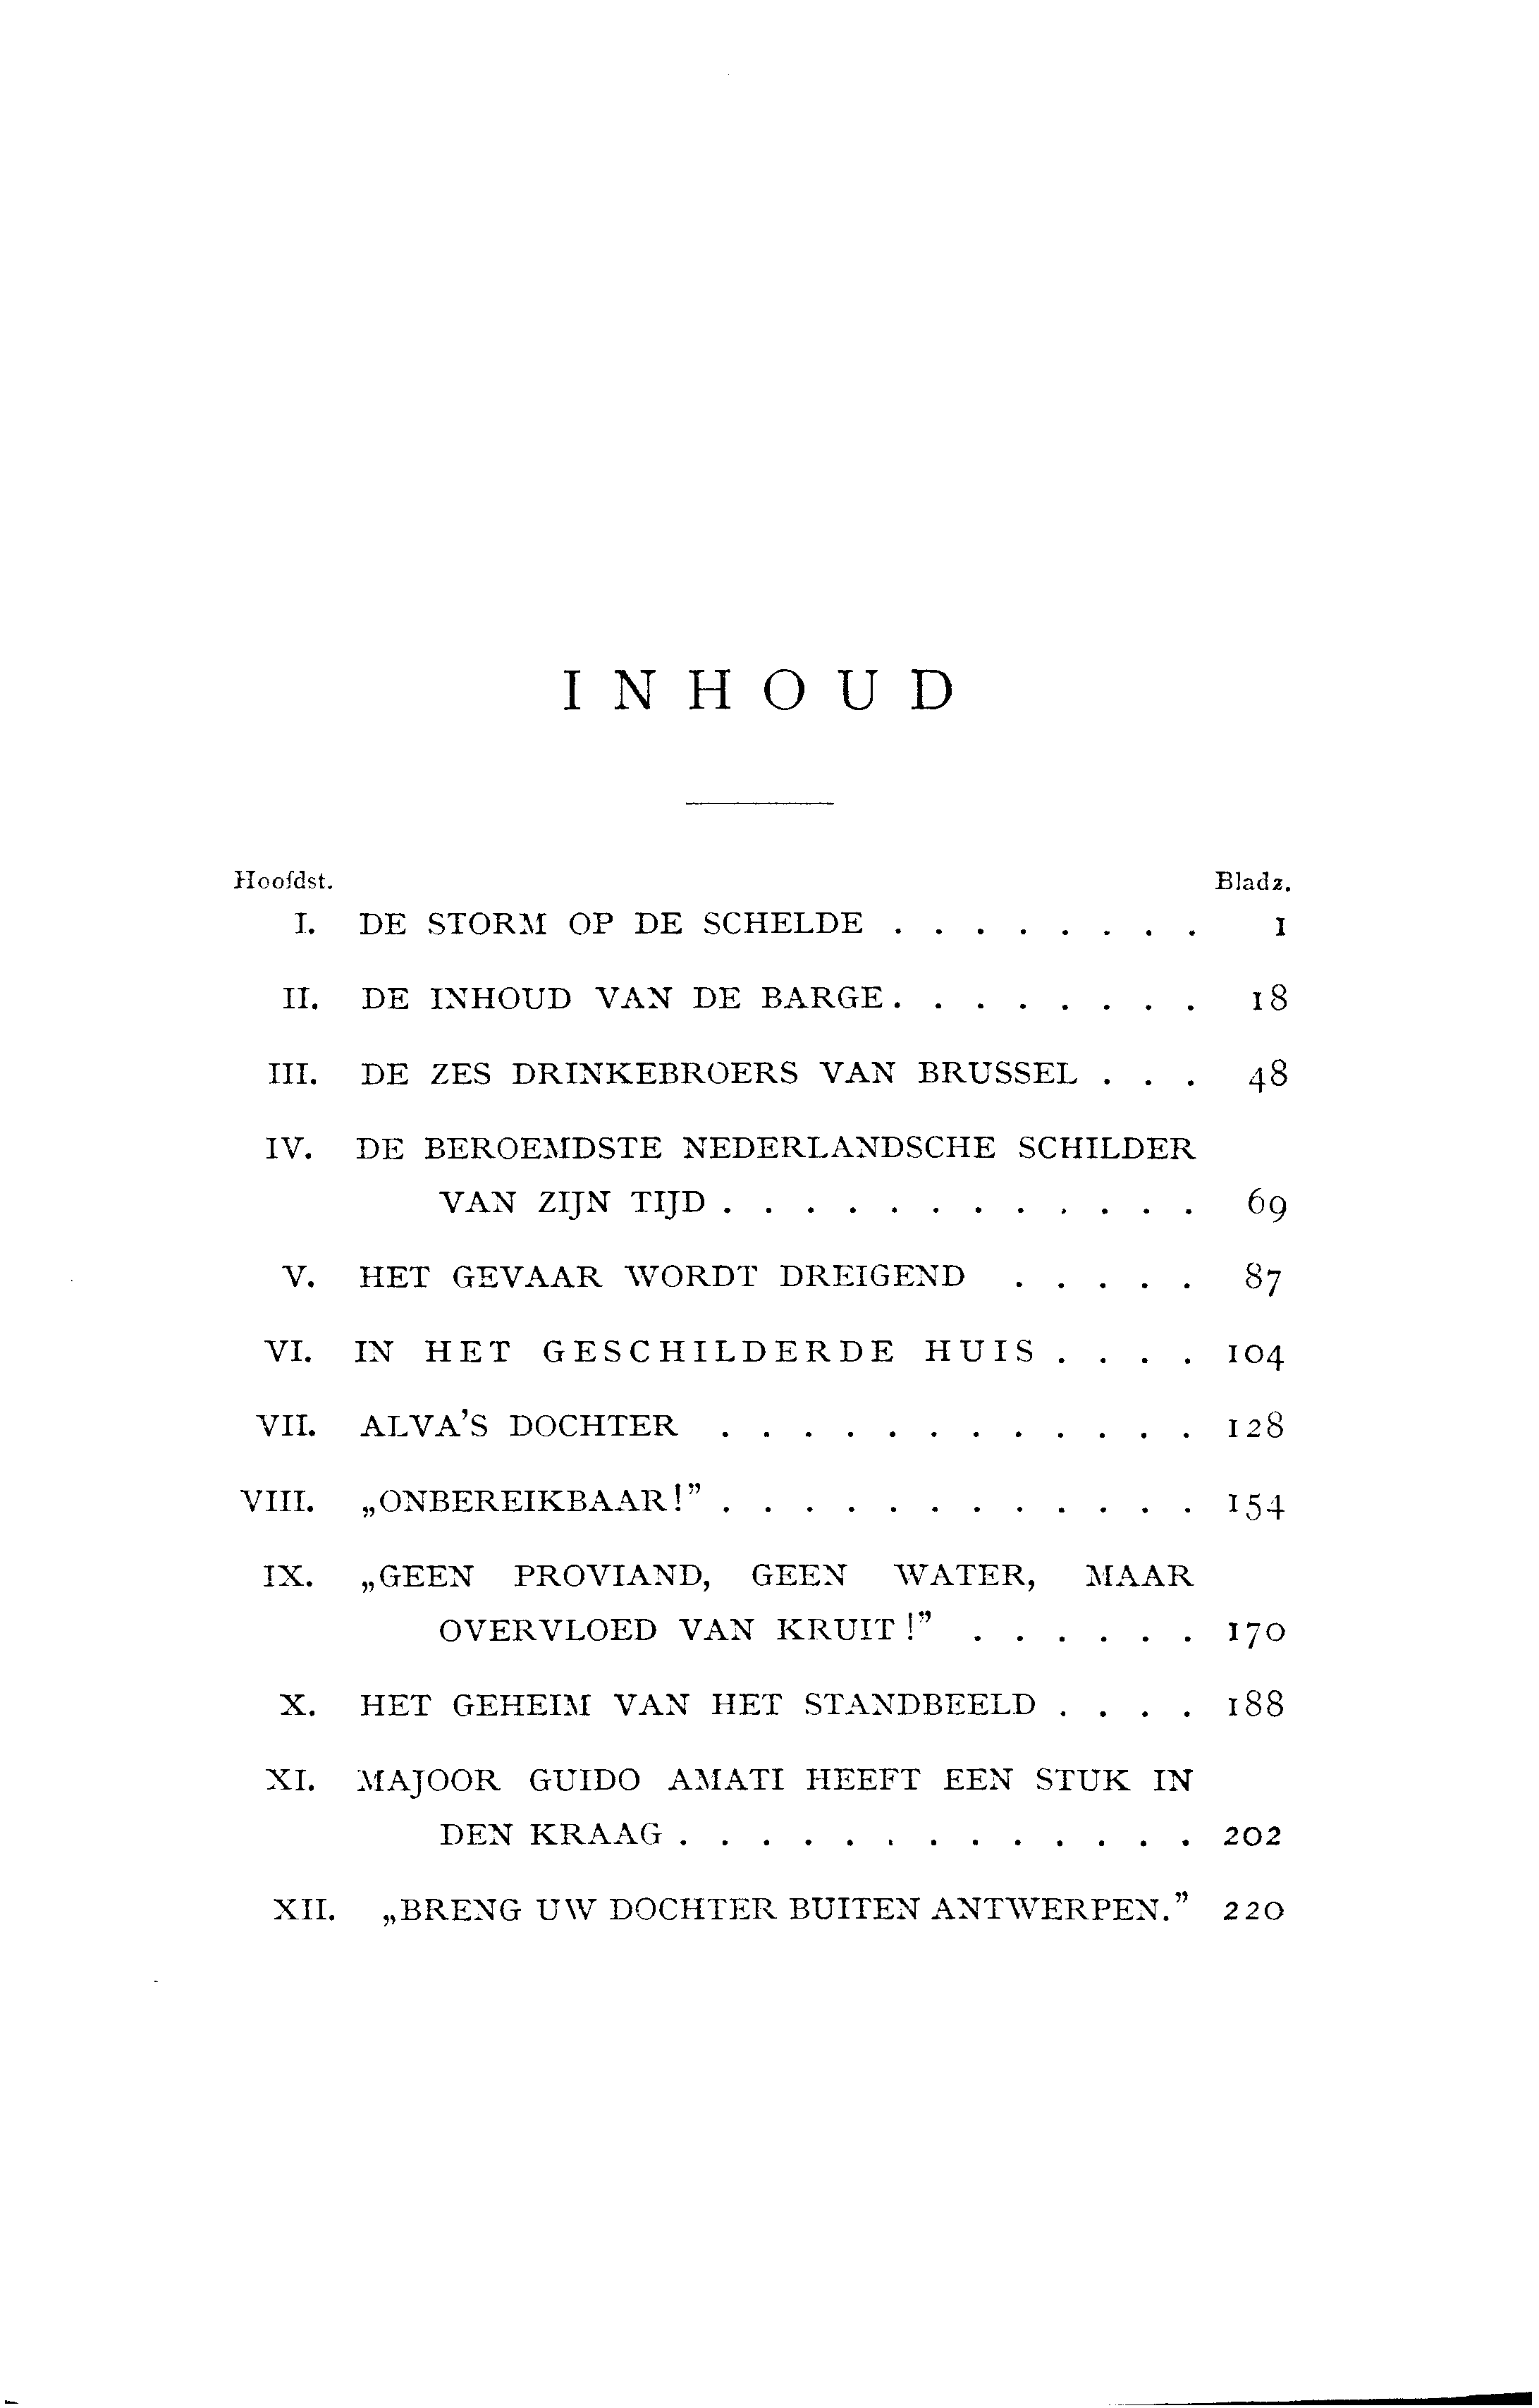 INHOUD
Hoofdst. Bladz.
I. DE STORM OP DE SCHELDE . . . . . . . . 1
II. DE INHOUD VAN DE BARGE . . . . . . . . 18
III. DE ZES DRINKEBROERS VAN BRUSSEL . . . 48
IV. DE BEROEMDSTE NEDERLANDSCHE SCHILDER
VAN ZIJN TIJD . . . . . . . . . . . . 69
V. HET GEVAAR WORDT DREIGEND . . . . . 87
VI. IN HET GESCHILDERDE HUIS . . . . 104
VII. ALVA'S DOCHTER . . . . . . . . . . . . 128
VIII. „ONBEREIKBAAR!” . . . . . . . . . . . . 154
IX. „GEEN PROVIAND, GEEN WATER, MAAR
OVERVLOED VAN KRUIT!” . . . . . . 170
X. HET GEHEIM VAN HET STANDBEELD . . . . 188
XI. MAJOOR GUIDO AMATI HEEFT EEN STUK IN
DEN KRAAG . . . . . . . . . . . . . 202
XII. „BRENG UW DOCHTER BUITEN ANTWERPEN.” 220